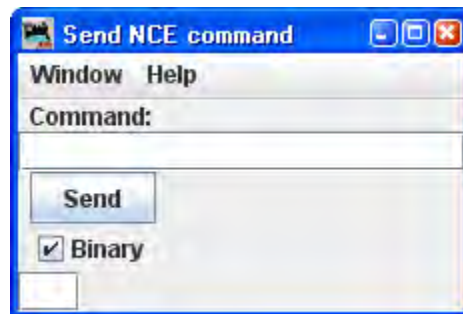 Send NCE command
Window Help
Command:
Send
Binary